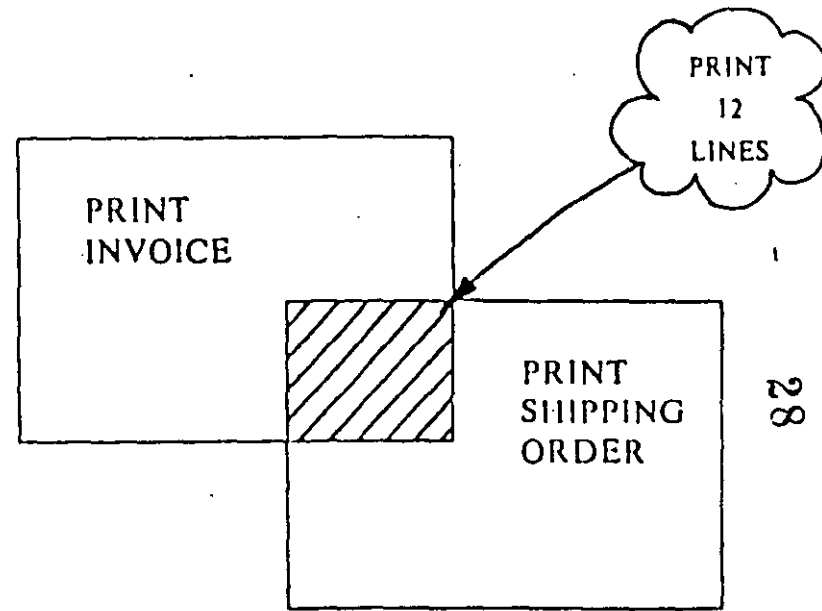 PRINT
12
LINES
PRINT
INVOICE
PRINT
SHIPPING
ORDER
28